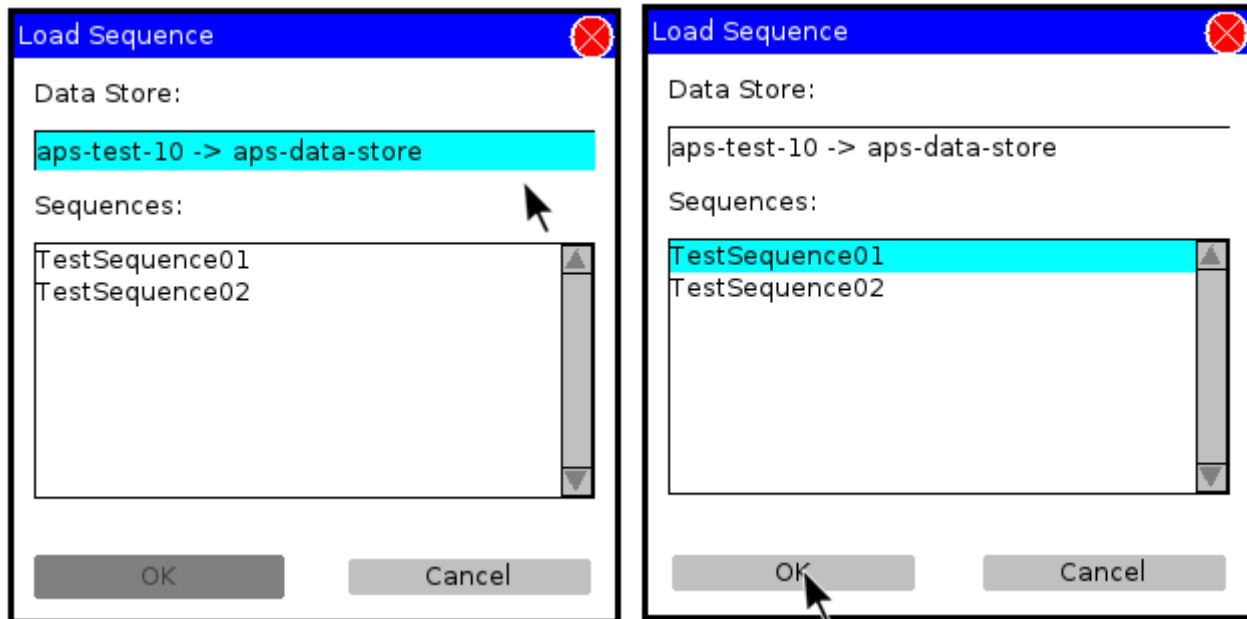 Load Sequence
Data Store:
aps-test-10 -> aps-data-store
Sequences:
TestSequence01
TestSequence02
OK
Cancel
Load Sequence
Data Store:
aps-test-10 -> aps-data-store
Sequences:
TestSequence01
TestSequence02
OK
Cancel